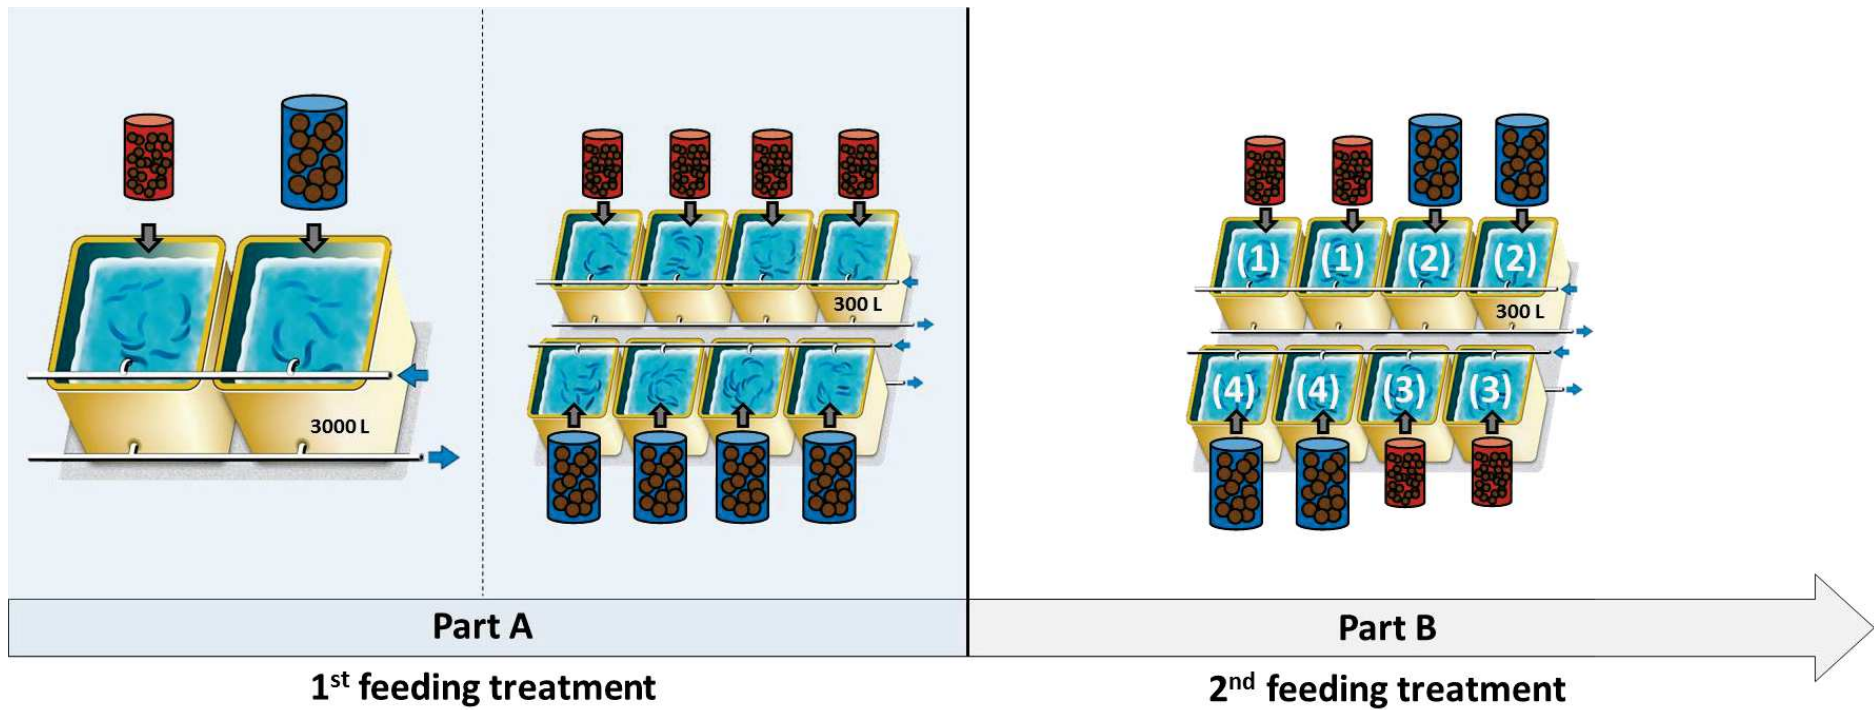 3000 L
300 L
(1) (1) (2) (2)
300 L
(4) (4) (3) (3)
Part A
Part B
1st feeding treatment
2nd feeding treatment